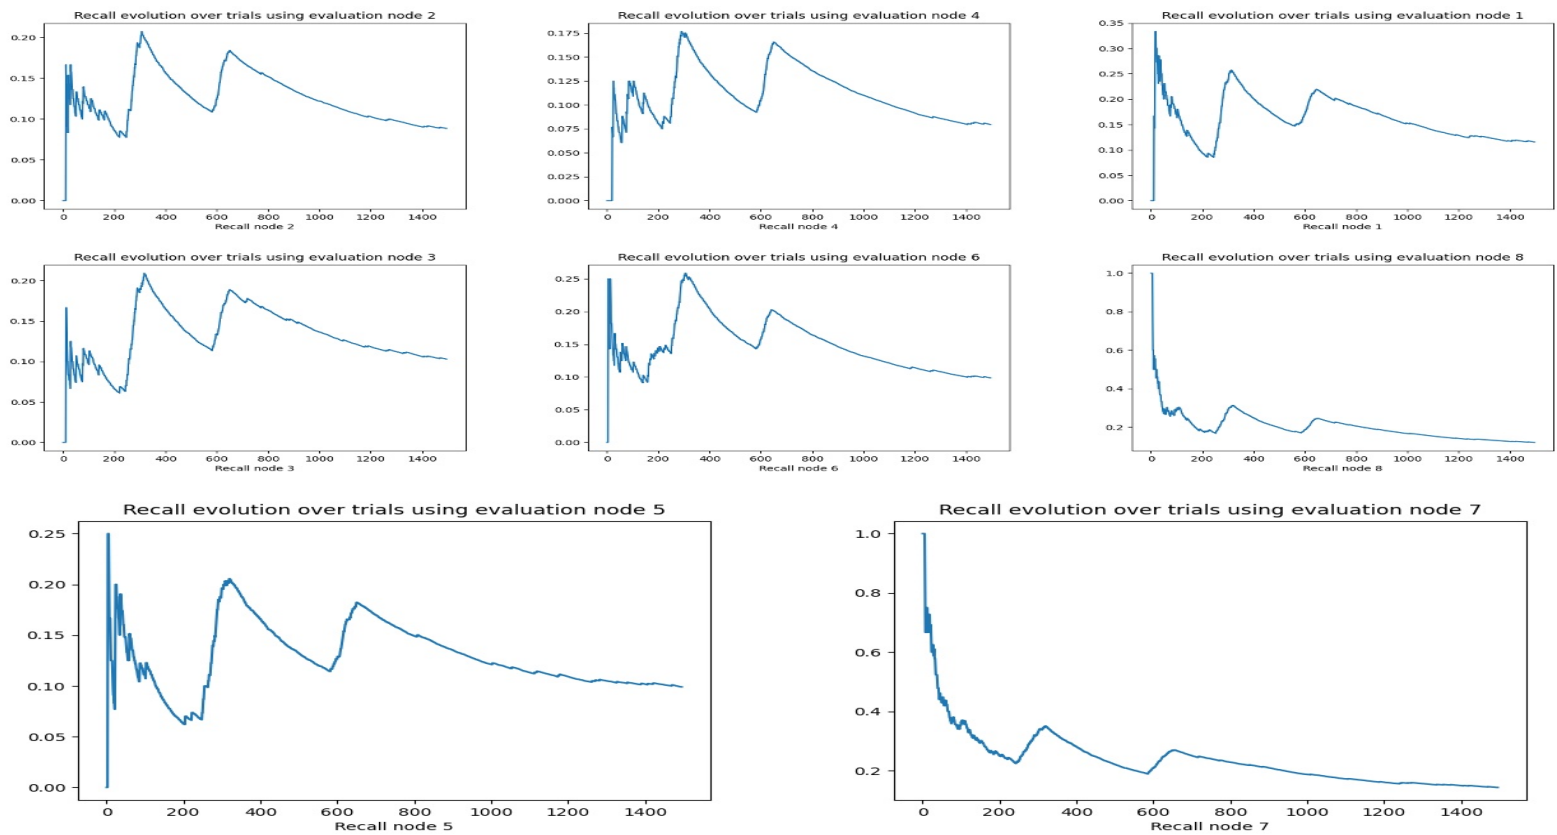 Recall evolution over trials using evaluation node 2
0.20
0.15
0.10
0.05
0.00
0 200 400 600 800 1000 1200 1400
Recall node 2
Recall evolution over trials using evaluation node 4
0.175
0.150
0.125
0.100
0.075
0.050
0.025
0.000
0 200 400 600 800 1000 1200 1400
Recall node 4
Recall evolution over trials using evaluation node 1
0.35
0.30
0.25
0.20
0.15
0.10
0.05
0.00
0 200 400 600 800 1000 1200 1400
Recall node 1
Recall evolution over trials using evaluation node 3
0.20
0.15
0.10
0.05
0.00
0 200 400 600 800 1000 1200 1400
Recall node 3
Recall evolution over trials using evaluation node 6
0.25
0.20
0.15
0.10
0.05
0.00
0 200 400 600 800 1000 1200 1400
Recall node 6
Recall evolution over trials using evaluation node 8
1.0
0.8
0.6
0.4
0.2
0 200 400 600 800 1000 1200 1400
Recall node 8
Recall evolution over trials using evaluation node 5
0.25
0.20
0.15
0.10
0.05
0.00
0 200 400 600 800 1000 1200 1400
Recall node 5
Recall evolution over trials using evaluation node 7
1.0
0.8
0.6
0.4
0.2
0 200 400 600 800 1000 1200 1400
Recall node 7